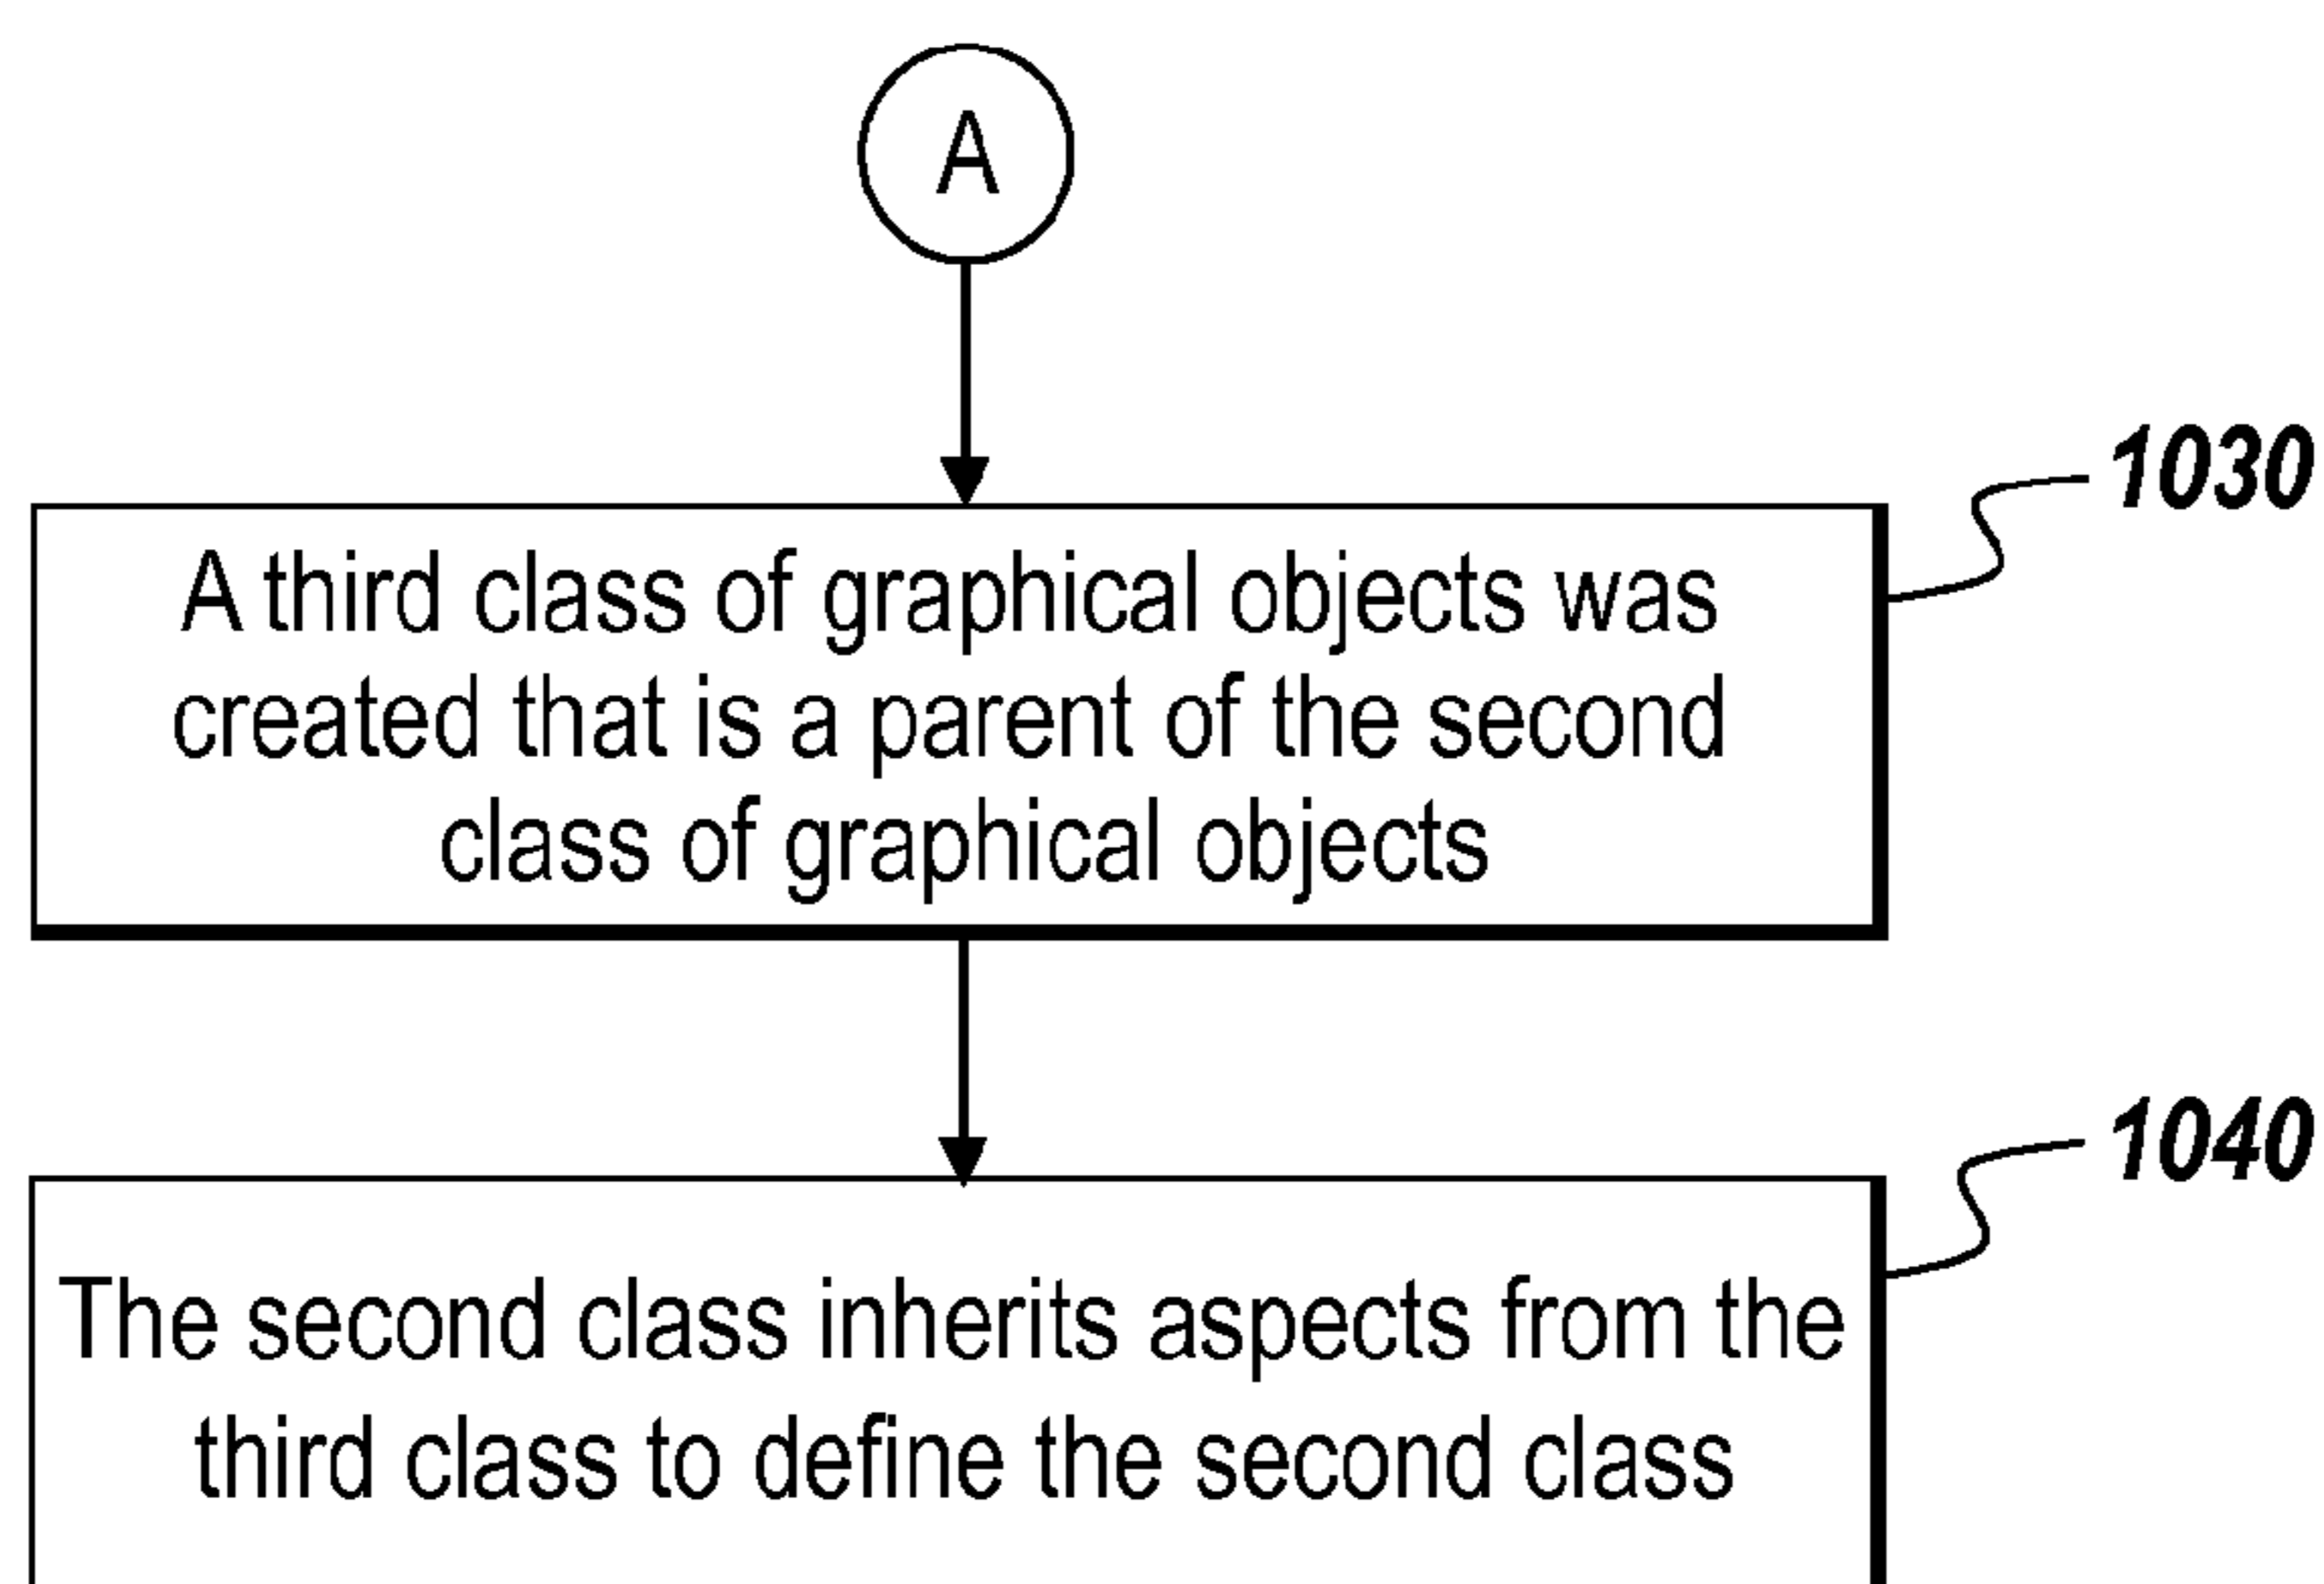 A
1030
A third class of graphical objects was
created that is a parent of the second
class of graphical objects
1040
The second class inherits aspects from the
third class to define the second class